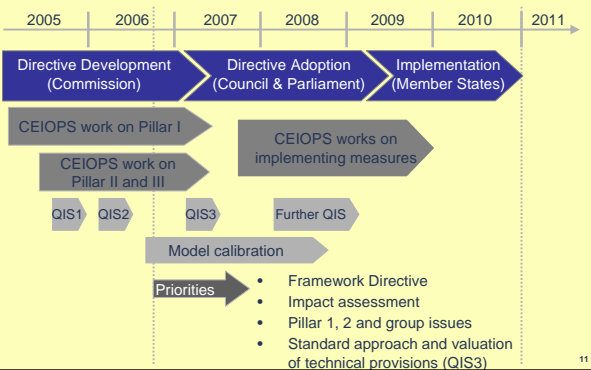 2005 2006 2007 2008 2009 2010 2011
Directive Development
(Commission)
Directive Adoption
(Council & Parliament)
Implementation
(Member States)
CEIOPS work on Pillar I
CEIOPS works on
implementing measures
CEIOPS work on
Pillar II and III
QIS1 QIS2 QIS3 Further QIS
Model calibration
Priorities
• Framework Directive
• Impact assessment
• Pillar 1, 2 and group issues
• Standard approach and valuation
of technical provisions (QIS3)
11